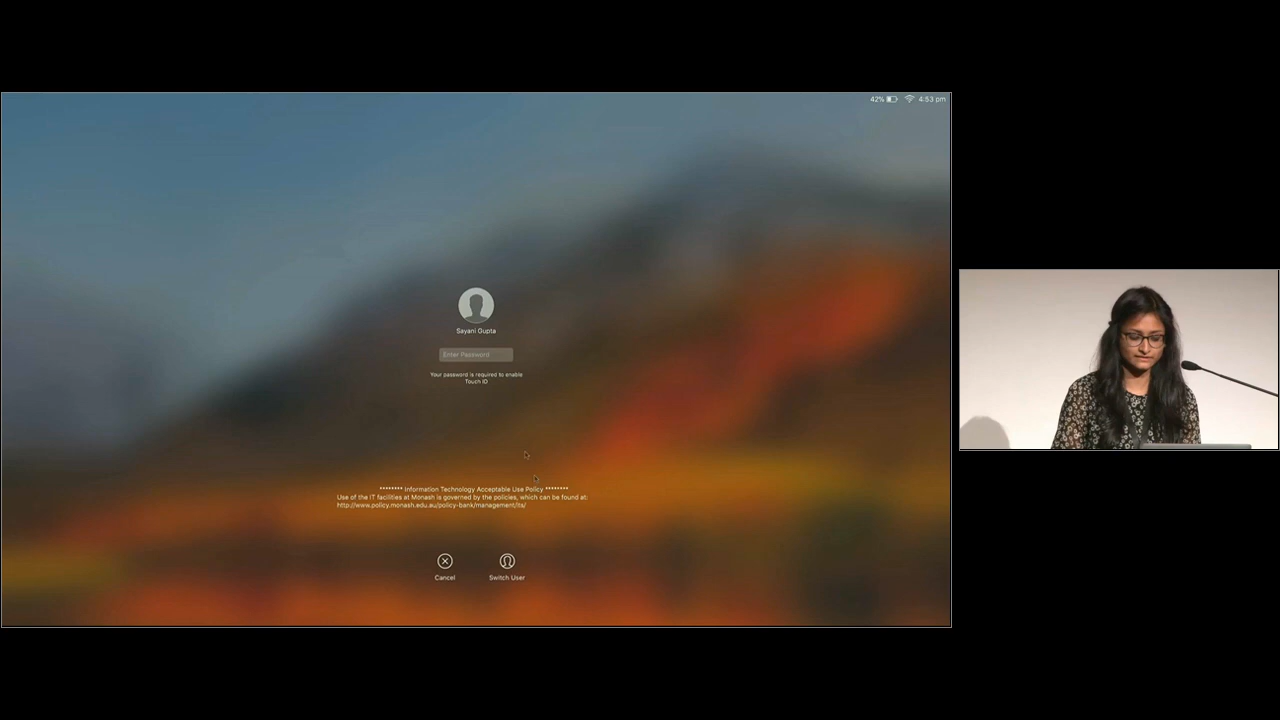 42% 4:53 pm
Sayani Gupta
Enter Password
Your password is required to enable
Touch ID
******** Information Technology Acceptable Use Policy ********
Use of the IT facilities at Monash is governed by the policies, which can be found at:
http://www.policy.monash.edu.au/policy-bank/management/its/
Cancel
Switch User